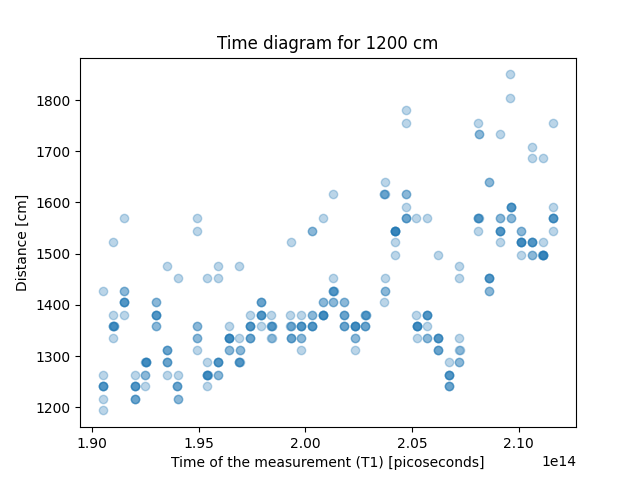 Time diagram for 1200 cm
Distance [cm]
1800
1700
1600
1500
1400
1300
1200
1.90 1.95 2.00 2.05 2.10
1e14
Time of the measurement (T1) [picoseconds]